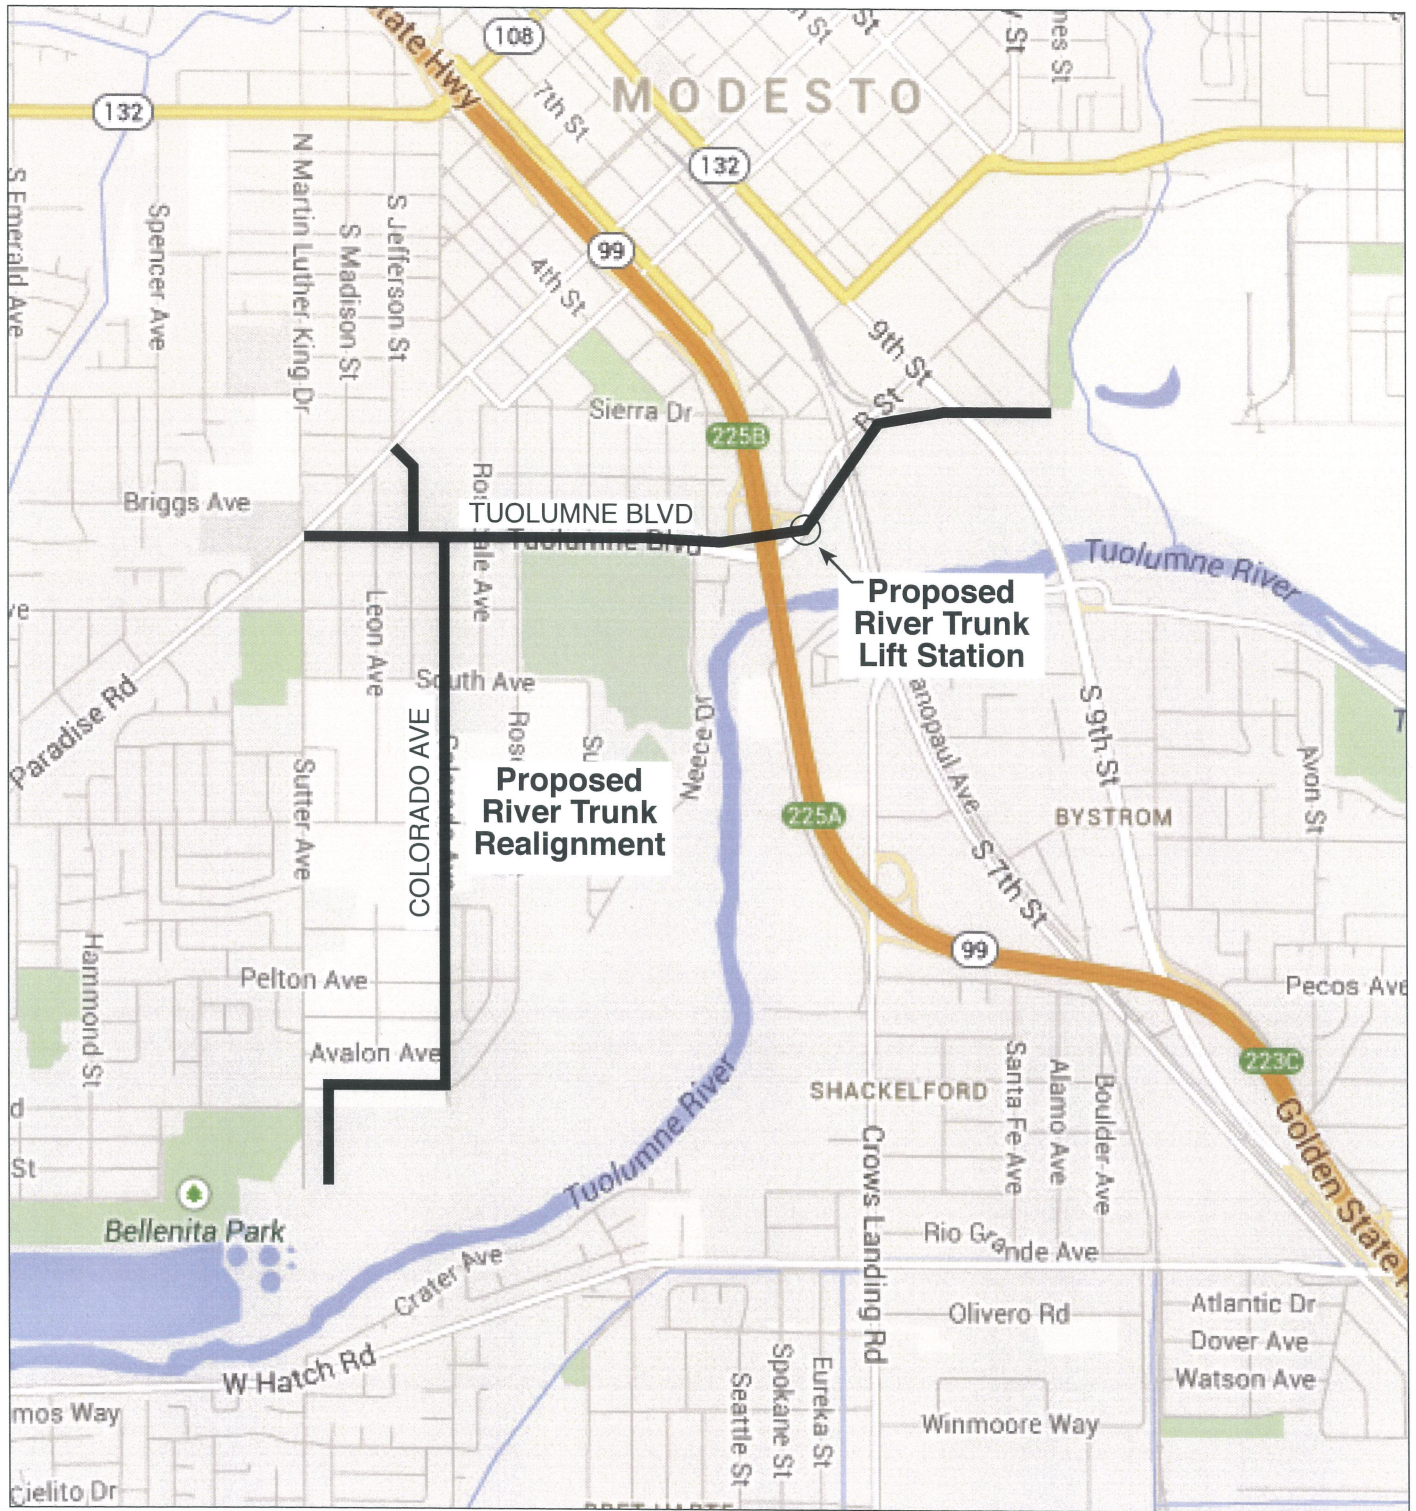 State Hwy
108
132
7th St
MODESTO
132
S Emerald Ave
Spencer Ave
N Martin Luther King Dr
S Madison St
S Jefferson St
99
4th St
9th St
B St
Sierra Dr
225B
Briggs Ave
TUOLUMNE BLVD
Tuolumne Blvd
Tuolumne River
Proposed
River Trunk
Lift Station
Leon Ave
South Ave
Paradise Rd
COLORADO AVE
Neece Dr
S 9th St
Avon St
Sutter Ave
Proposed
River Trunk
Realignment
225A
BYSTROM
S 7th St
Hammond St
Pelton Ave
99
Pecos Ave
Avalon Ave
223C
SHACKELFORD
Santa Fe Ave
Alamo Ave
Boulder Ave
Golden State
Tuolumne River
Crows Landing Rd
Bellenita Park
Rio Grande Ave
Crater Ave
Olivero Rd
Atlantic Dr
Dover Ave
Watson Ave
W Hatch Rd
Seattle St
Spokane St
Eureka St
Winmoore Way
mos Way
cielito Dr